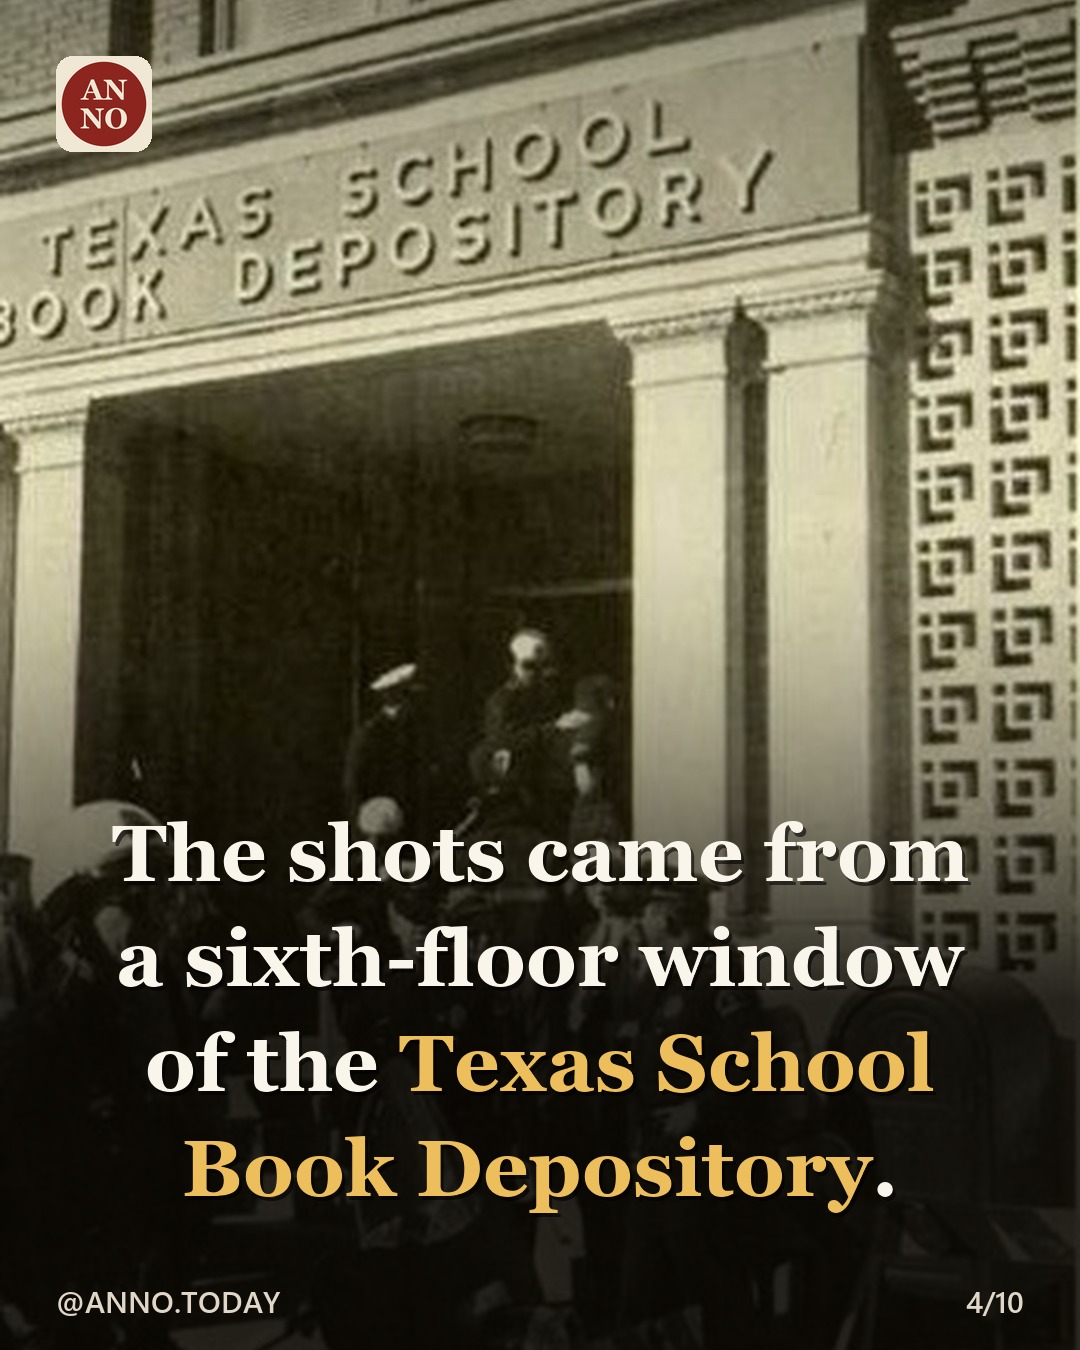 AN
NO
TEXAS SCHOOL
BOOK DEPOSITORY
The shots came from
a sixth-floor window
of the Texas School
Book Depository.
@ANNO.TODAY
4/10